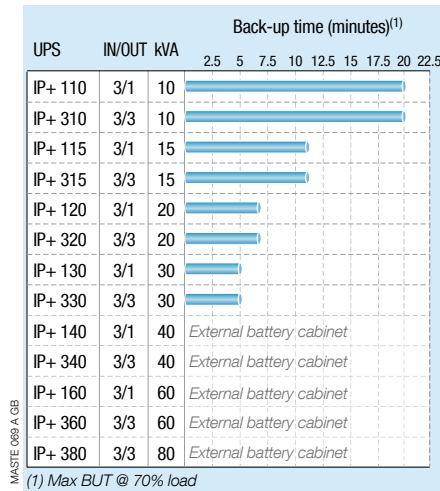 Back-up time (minutes)(1)
UPS IN/OUT kVA
2.5 5 7.5 10 12.5 15 17.5 20 22.5
IP+ 110 3/1 10
IP+ 310 3/3 10
IP+ 115 3/1 15
IP+ 315 3/3 15
IP+ 120 3/1 20
IP+ 320 3/3 20
IP+ 130 3/1 30
IP+ 330 3/3 30
IP+ 140 3/1 40 External battery cabinet
IP+ 340 3/3 40 External battery cabinet
IP+ 160 3/1 60 External battery cabinet
IP+ 360 3/3 60 External battery cabinet
IP+ 380 3/3 80 External battery cabinet
(1) Max BUT @ 70% load
MASTE 069 A GB